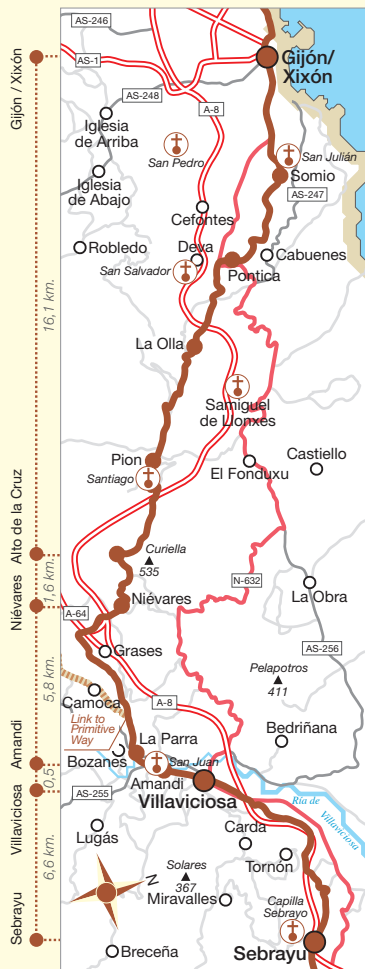 Gijón / Xixón
16,1 km.
Alto de la Cruz
1,6 km.
Niévares
5,8 km.
Amandi
0,5
Villaviciosa
6,6 km.
Sebrayu
AS-246
AS-1
Gijón/
Xixón
AS-248
A-8
Iglesia
de Arriba
San Pedro
San Julián
Iglesia
de Abajo
Somio
AS-247
Cefontes
Robledo
Deva
Cabuenes
San Salvador
Pontica
La Olla
Samiguel
de Llonxes
Pion
Castiello
Santiago
El Fonduxu
Curiella
535
N-632
La Obra
Niévares
A-64
Grases
AS-256
Pelapotros
411
Camoca
A-8
Link to
Primitive
Way
La Parra
Bedriñana
Bozanes
San Juan
Amandi
Villaviciosa
AS-255
Ría de
Villaviciosa
Lugás
Carda
Solares
367
Tornón
N
Miravalles
Capilla
Sebrayo
Breceña
Sebrayu